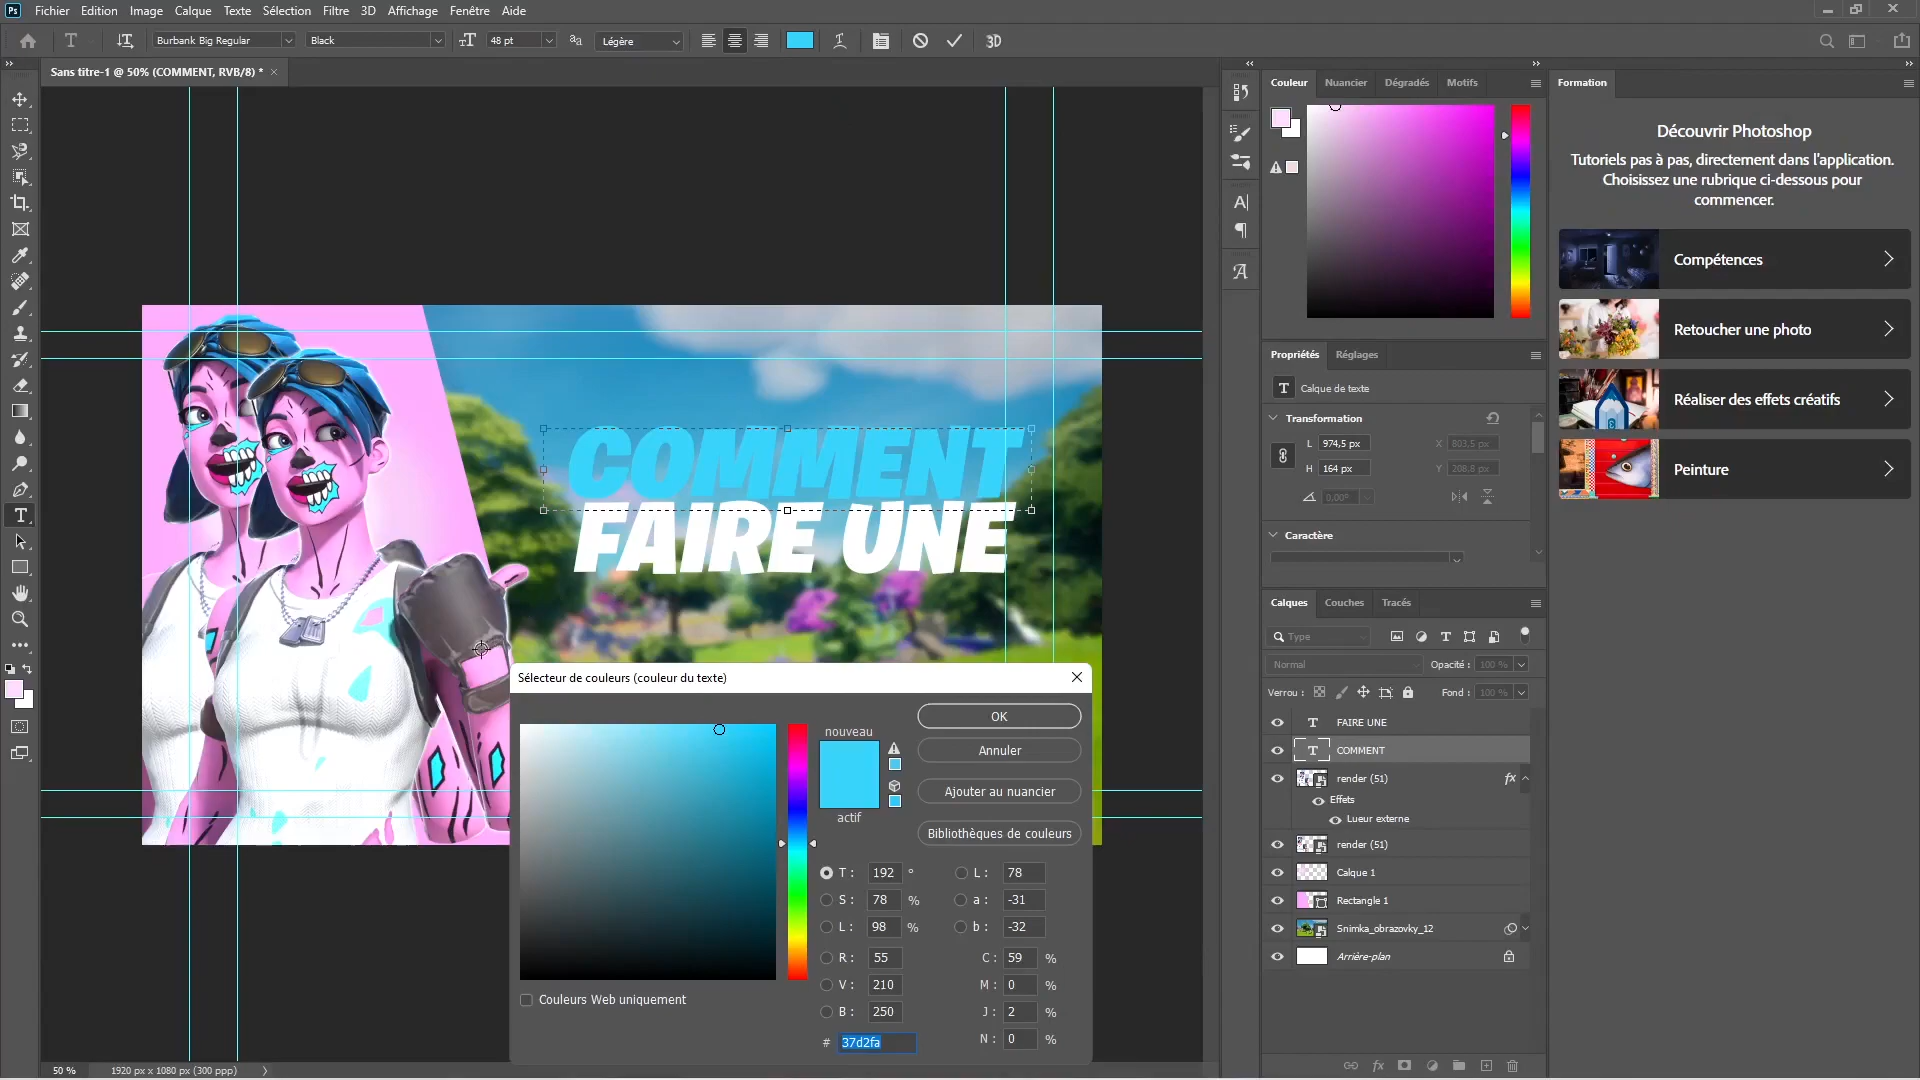 Ps Fichier Edition Image Calque Texte Sélection Filtre 3D Affichage Fenêtre Aide
Burbank Big Regular Black 48 pt aa Légère 3D
Sans titre-1 @ 50% (COMMENT, RVB/8) * ×
COMMENT
FAIRE UNE
Sélecteur de couleurs (couleur du texte)
nouveau
actif
OK
Annuler
Ajouter au nuancier
Bibliothèques de couleurs
T : 192 °
S : 78 %
L : 98 %
R : 55
V : 210
B : 250
# 37d2fa
L : 78
a : -31
b : -32
C : 59 %
M : 0 %
J : 2 %
N : 0 %
Couleurs Web uniquement
50 % 1920 px x 1080 px (300 ppp)
Couleur Nuancier Dégradés Motifs
Propriétés Réglages
T Calque de texte
Transformation
L 974,5 px X 803,5 px
H 164 px Y 208,8 px
0,00°
Caractère
Calques Couches Tracés
Type
Normal Opacité : 100 %
Verrou : Fond : 100 %
T FAIRE UNE
T COMMENT
render (51) fx
Effets
Lueur externe
render (51)
Calque 1
Rectangle 1
Snimka_obrazovky_12
Arrière-plan
fx
Formation
Découvrir Photoshop
Tutoriels pas à pas, directement dans l'application.
Choisissez une rubrique ci-dessous pour
commencer.
Compétences
Retoucher une photo
Réaliser des effets créatifs
Peinture